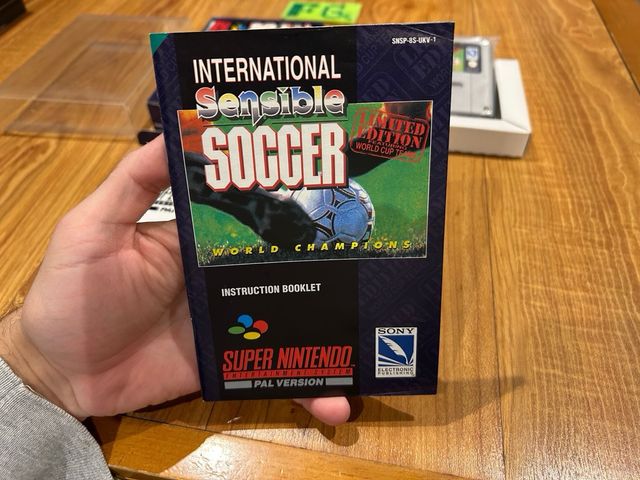 SNSP-8S-UKV-1
INTERNATIONAL
Sensible
SOCCER
LIMITED
EDITION
FEATURING
WORLD CUP
WORLD CHAMPIONS
INSTRUCTION BOOKLET
SUPER NINTENDO
ENTERTAINMENT SYSTEM
PAL VERSION
SONY
ELECTRONIC
PUBLISHING